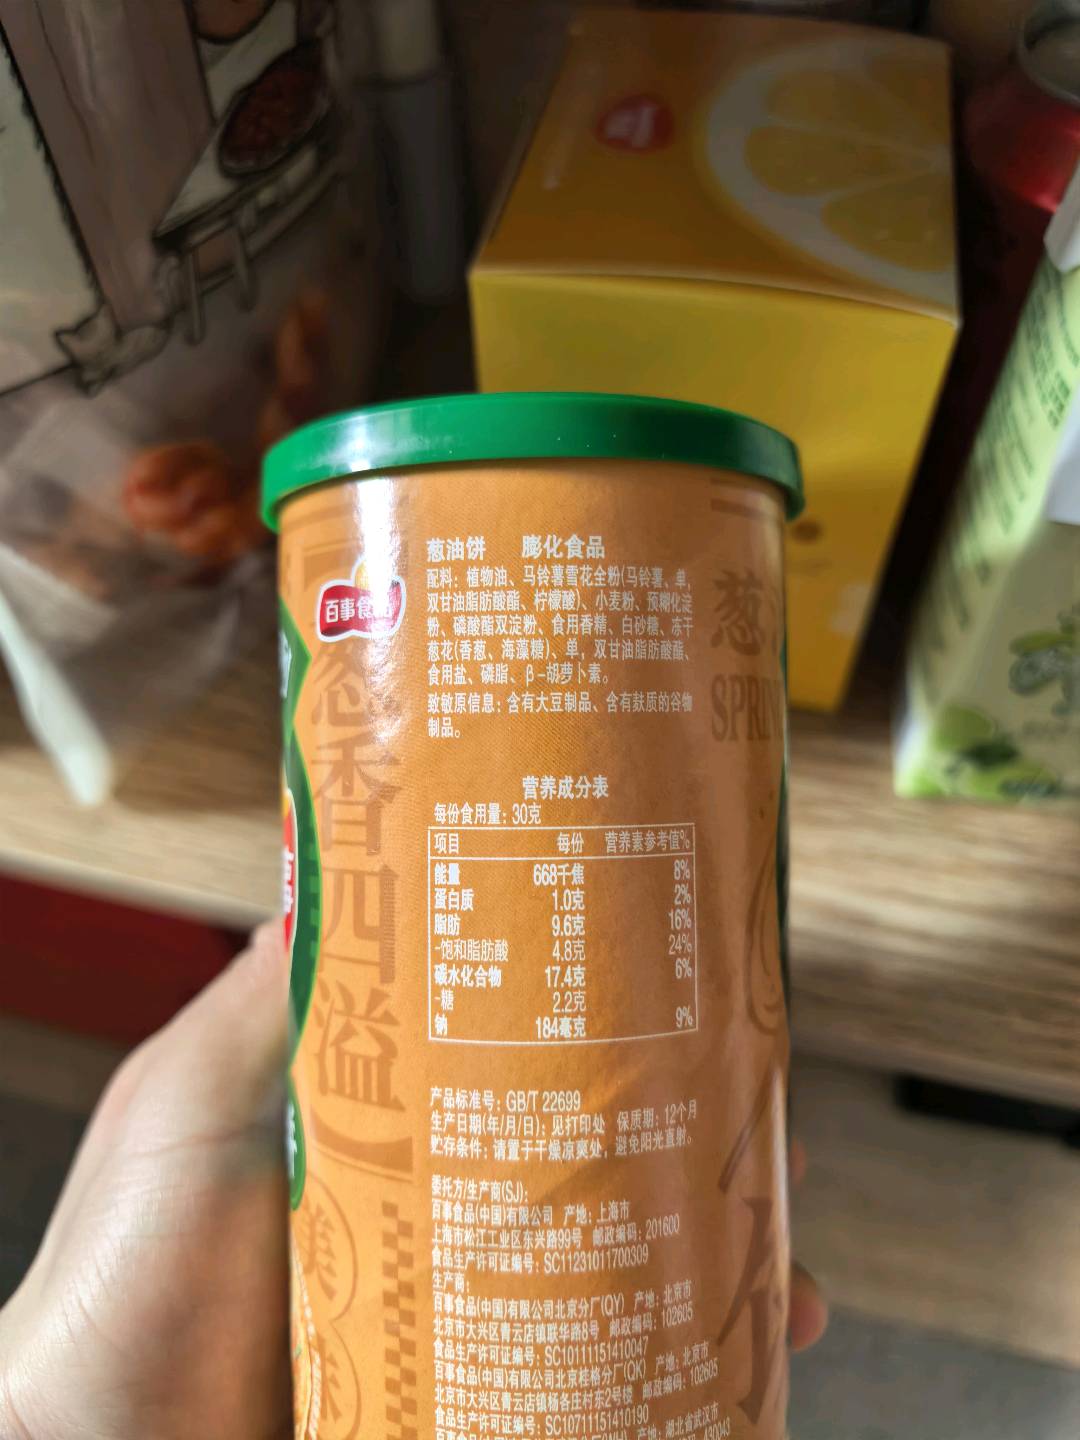 百事食品
葱香四溢
美
味
葱
SPRIN
葱油饼 膨化食品
配料：植物油、马铃薯雪花全粉(马铃薯、单，
双甘油脂肪酸酯、柠檬酸)、小麦粉、预糊化淀
粉、磷酸酯双淀粉、食用香精、白砂糖、冻干
葱花(香葱、海藻糖)、单，双甘油脂肪酸酯、
食用盐、磷脂、β-胡萝卜素。
致敏原信息：含有大豆制品、含有麸质的谷物
制品。
营养成分表
每份食用量：30克
项目 每份 营养素参考值%
能量 668千焦 8%
蛋白质 1.0克 2%
脂肪 9.6克 16%
-饱和脂肪酸 4.8克 24%
碳水化合物 17.4克 6%
-糖 2.2克
钠 184毫克 9%
产品标准号：GB/T 22699
生产日期(年/月/日)：见打印处 保质期：12个月
贮存条件：请置于干燥凉爽处，避免阳光直射。
委托方/生产商(SJ)：
百事食品(中国)有限公司 产地：上海市
上海市松江工业区东兴路99号 邮政编码：201600
食品生产许可证编号：SC11231011700309
生产商：
百事食品(中国)有限公司北京分厂(QY) 产地：北京市
北京市大兴区青云店镇联华路8号 邮政编码：102605
食品生产许可证编号：SC10111151410047
百事食品(中国)有限公司北京桂格分厂(QK) 产地：北京市
北京市大兴区青云店镇杨各庄村东2号楼 邮政编码：102605
食品生产许可证编号：SC10711151410190
产地：湖北省武汉市
430043